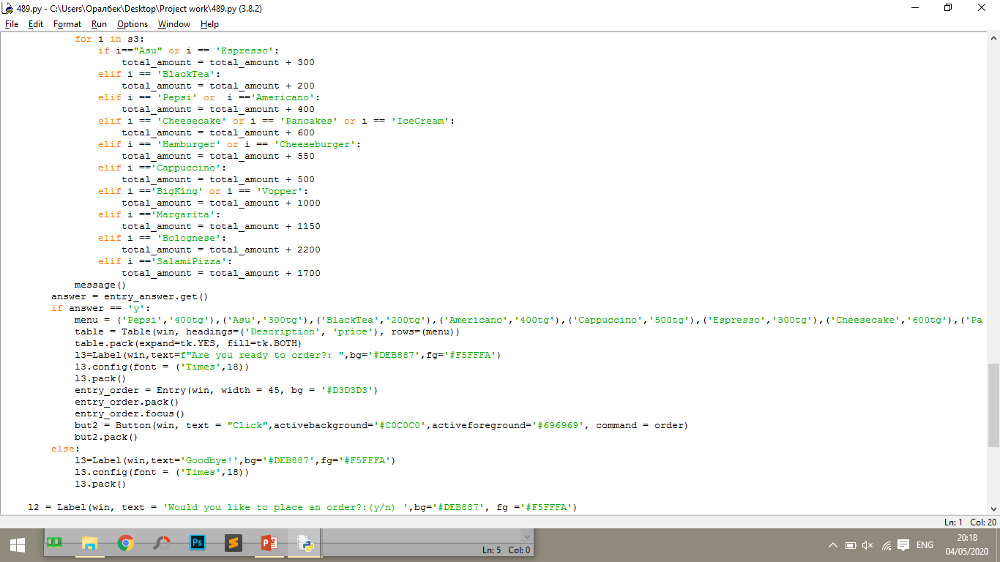 489.py - C:\Users\Оралбек\Desktop\Project work\489.py (3.8.2)
File Edit Format Run Options Window Help
for i in s3:
if i=="Asu" or i == 'Espresso':
total_amount = total_amount + 300
elif i == 'BlackTea':
total_amount = total_amount + 200
elif i == 'Pepsi' or  i =='Americano':
total_amount = total_amount + 400
elif i == 'Cheesecake' or i == 'Pancakes' or i == 'IceCream':
total_amount = total_amount + 600
elif i == 'Hamburger' or i == 'Cheeseburger':
total_amount = total_amount + 550
elif i =='Cappuccino':
total_amount = total_amount + 500
elif i =='BigKing' or i == 'Vopper':
total_amount = total_amount + 1000
elif i =='Margarita':
total_amount = total_amount + 1150
elif i == 'Bolognese':
total_amount = total_amount + 2200
elif i =='SalamiPizza':
total_amount = total_amount + 1700
message()
answer = entry_answer.get()
if answer == 'y':
menu = ('Pepsi','400tg'),('Asu','300tg'),('BlackTea','200tg'),('Americano','400tg'),('Cappuccino','500tg'),('Espresso','300tg'),('Cheesecake','600tg'),('Pa
table = Table(win, headings=('Description', 'price'), rows=(menu))
table.pack(expand=tk.YES, fill=tk.BOTH)
l3=Label(win,text=f"Are you ready to order?: ",bg='#DEB887',fg='#F5FFFA')
l3.config(font = ('Times',18))
l3.pack()
entry_order = Entry(win, width = 45, bg = '#D3D3D3')
entry_order.pack()
entry_order.focus()
but2 = Button(win, text = "Click",activebackground='#C0C0C0',activeforeground='#696969', command = order)
but2.pack()
else:
l3=Label(win,text='Goodbye!',bg='#DEB887',fg='#F5FFFA')
l3.config(font = ('Times',18))
l3.pack()
l2 = Label(win, text = 'Would you like to place an order?:(y/n) ',bg='#DEB887', fg ='#F5FFFA')
Ln: 1 Col: 20
Ps
Ln: 5 Col: 0
ENG
20:18
04/05/2020